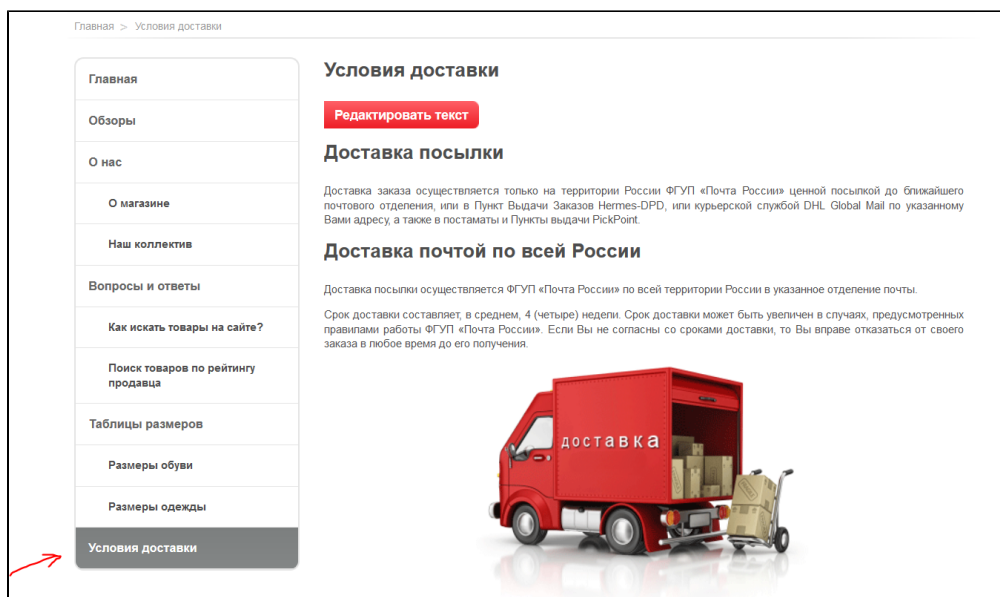 Главная > Условия доставки
Главная
Обзоры
О нас
О магазине
Наш коллектив
Вопросы и ответы
Как искать товары на сайте?
Поиск товаров по рейтингу
продавца
Таблицы размеров
Размеры обуви
Размеры одежды
Условия доставки
Условия доставки
Редактировать текст
Доставка посылки
Доставка заказа осуществляется только на территории России ФГУП «Почта России» ценной посылкой до ближайшего
почтового отделения, или в Пункт Выдачи Заказов Hermes-DPD, или курьерской службой DHL Global Mail по указанному
Вами адресу, а также в постаматы и Пункты выдачи PickPoint.
Доставка почтой по всей России
Доставка посылки осуществляется ФГУП «Почта России» по всей территории России в указанное отделение почты.
Срок доставки составляет, в среднем, 4 (четыре) недели. Срок доставки может быть увеличен в случаях, предусмотренных
правилами работы ФГУП «Почта России». Если Вы не согласны со сроками доставки, то Вы вправе отказаться от своего
заказа в любое время до его получения.
доставка